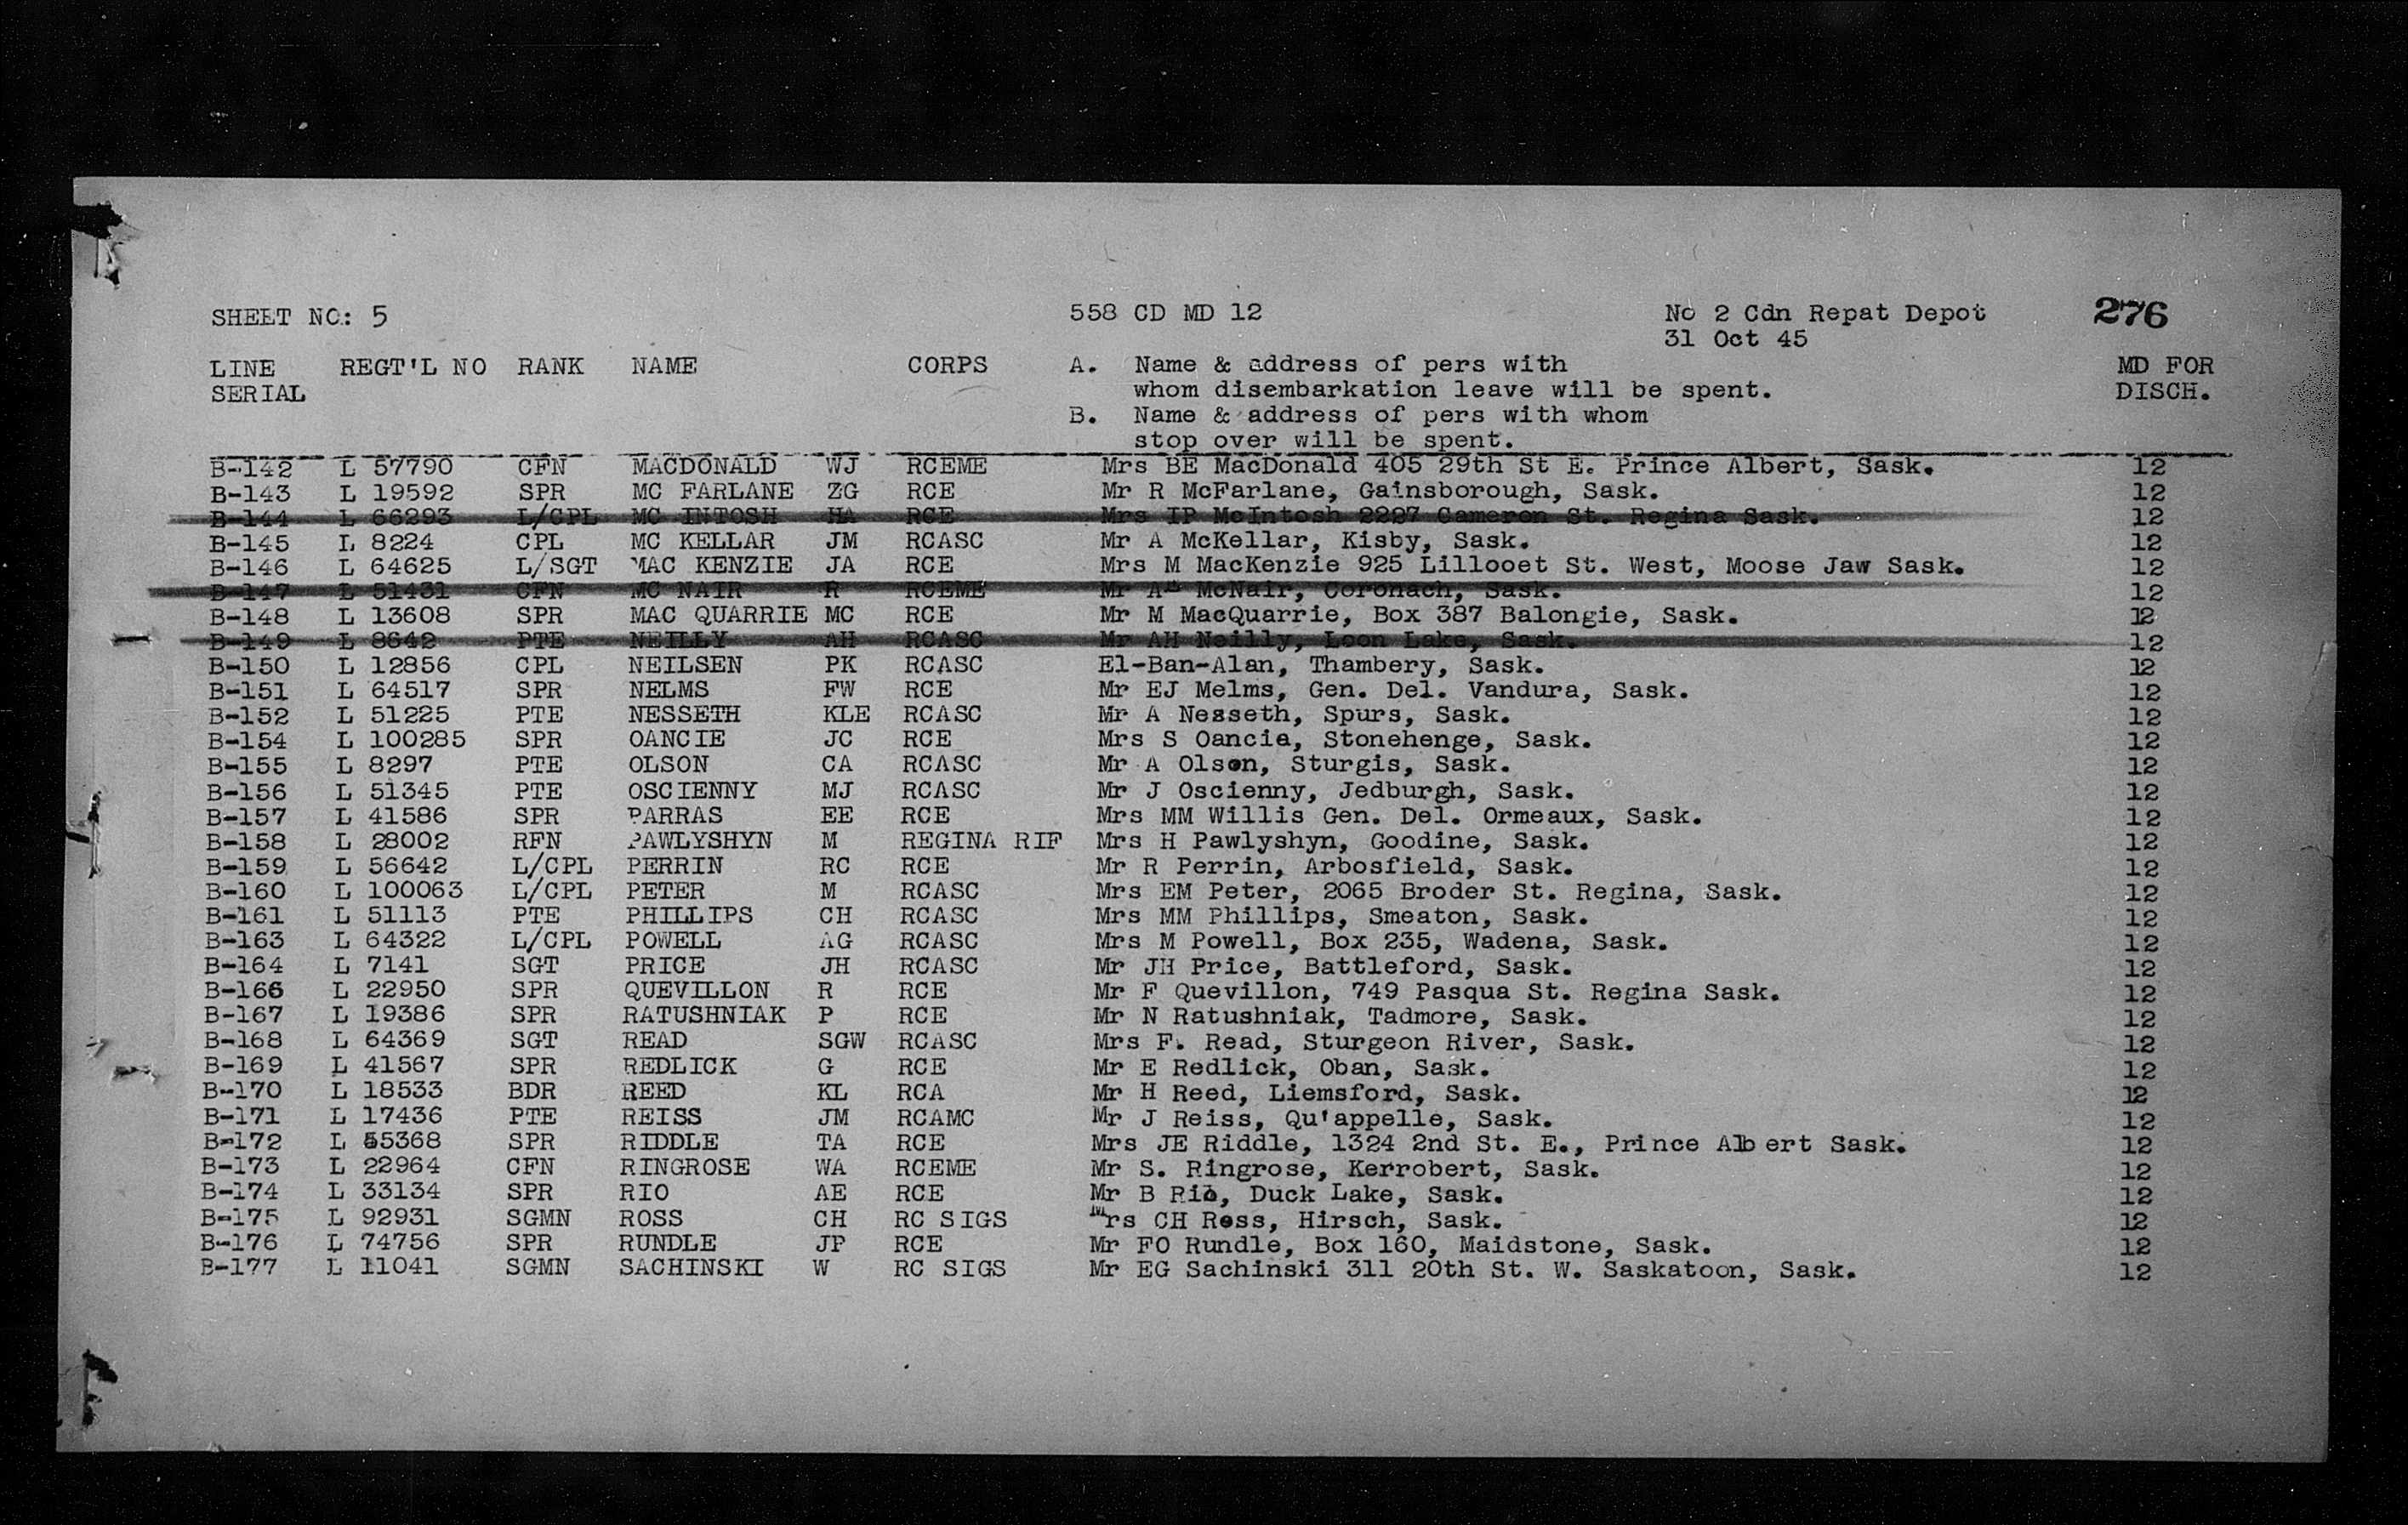 SHEET NO: 5 558 CD MD 12 No 2 Cdn Repat Depot 276
31 Oct 45
LINE REGT'L NO RANK NAME CORPS A. Name & address of pers with MD FOR
SERIAL whom disembarkation leave will be spent. DISCH.
B. Name & address of pers with whom
stop over will be spent.
B-142 L 57790 CFN MACDONALD WJ RCEME Mrs BE MacDonald 405 29th St E. Prince Albert, Sask. 12
B-143 L 19592 SPR MC FARLANE ZG RCE Mr R McFarlane, Gainsborough, Sask. 12
B-144 L 66293 L/CPL MC INTOSH HA RCE Mrs IP McIntosh 2227 Cameron St. Regina Sask. 12
B-145 L 8224 CPL MC KELLAR JM RCASC Mr A McKellar, Kisby, Sask. 12
B-146 L 64625 L/SGT MAC KENZIE JA RCE Mrs M MacKenzie 925 Lillooet St. West, Moose Jaw Sask. 12
B-147 L 51431 CFN MC NAIR R RCEME Mr McNair, Coronach, Sask. 12
B-148 L 13608 SPR MAC QUARRIE MC RCE Mr M MacQuarrie, Box 387 Balongie, Sask. 12
B-149 L 8642 PTE NEILLY AH RCASC Mr AH Neilly, Loon Lake, Sask. 12
B-150 L 12856 CPL NEILSEN PK RCASC El-Ban-Alan, Thambery, Sask. 12
B-151 L 64517 SPR NELMS FW RCE Mr EJ Melms, Gen. Del. Vandura, Sask. 12
B-152 L 51225 PTE NESSETH KLE RCASC Mr A Nesseth, Spurs, Sask. 12
B-154 L 100285 SPR OANCIE JC RCE Mrs S Oancie, Stonehenge, Sask. 12
B-155 L 8297 PTE OLSON CA RCASC Mr A Olson, Sturgis, Sask. 12
B-156 L 51345 PTE OSCIENNY MJ RCASC Mr J Oscienny, Jedburgh, Sask. 12
B-157 L 41586 SPR PARRAS EE RCE Mrs MM Willis Gen. Del. Ormeaux, Sask. 12
B-158 L 28002 RFN PAWLYSHYN M REGINA RIF Mrs H Pawlyshyn, Goodine, Sask. 12
B-159 L 56642 L/CPL PERRIN RC RCE Mr R Perrin, Arbosfield, Sask. 12
B-160 L 100063 L/CPL PETER M RCASC Mrs EM Peter, 2065 Broder St. Regina, Sask. 12
B-161 L 51113 PTE PHILLIPS CH RCASC Mrs MM Phillips, Smeaton, Sask. 12
B-163 L 64322 L/CPL POWELL AG RCASC Mrs M Powell, Box 235, Wadena, Sask. 12
B-164 L 7141 SGT PRICE JH RCASC Mr JH Price, Battleford, Sask. 12
B-166 L 22950 SPR QUEVILLON R RCE Mr F Quevillon, 749 Pasqua St. Regina Sask. 12
B-167 L 19386 SPR RATUSHNIAK P RCE Mr N Ratushniak, Tadmore, Sask. 12
B-168 L 64369 SGT READ SGW RCASC Mrs F. Read, Sturgeon River, Sask. 12
B-169 L 41567 SPR REDLICK G RCE Mr E Redlick, Oban, Sask. 12
B-170 L 18533 BDR REED KL RCA Mr H Reed, Liemsford, Sask. 12
B-171 L 17436 PTE REISS JM RCAMC Mr J Reiss, Qu'appelle, Sask. 12
B-172 L 55368 SPR RIDDLE TA RCE Mrs JE Riddle, 1324 2nd St. E., Prince Albert Sask. 12
B-173 L 22964 CFN RINGROSE WA RCEME Mr S. Ringrose, Kerrobert, Sask. 12
B-174 L 33134 SPR RIO AE RCE Mr B Rio, Duck Lake, Sask. 12
B-175 L 92931 SGMN ROSS CH RC SIGS Mrs CH Ross, Hirsch, Sask. 12
B-176 L 74756 SPR RUNDLE JP RCE Mr FO Rundle, Box 160, Maidstone, Sask. 12
B-177 L 11041 SGMN SACHINSKI W RC SIGS Mr EG Sachinski 311 20th St. W. Saskatoon, Sask. 12